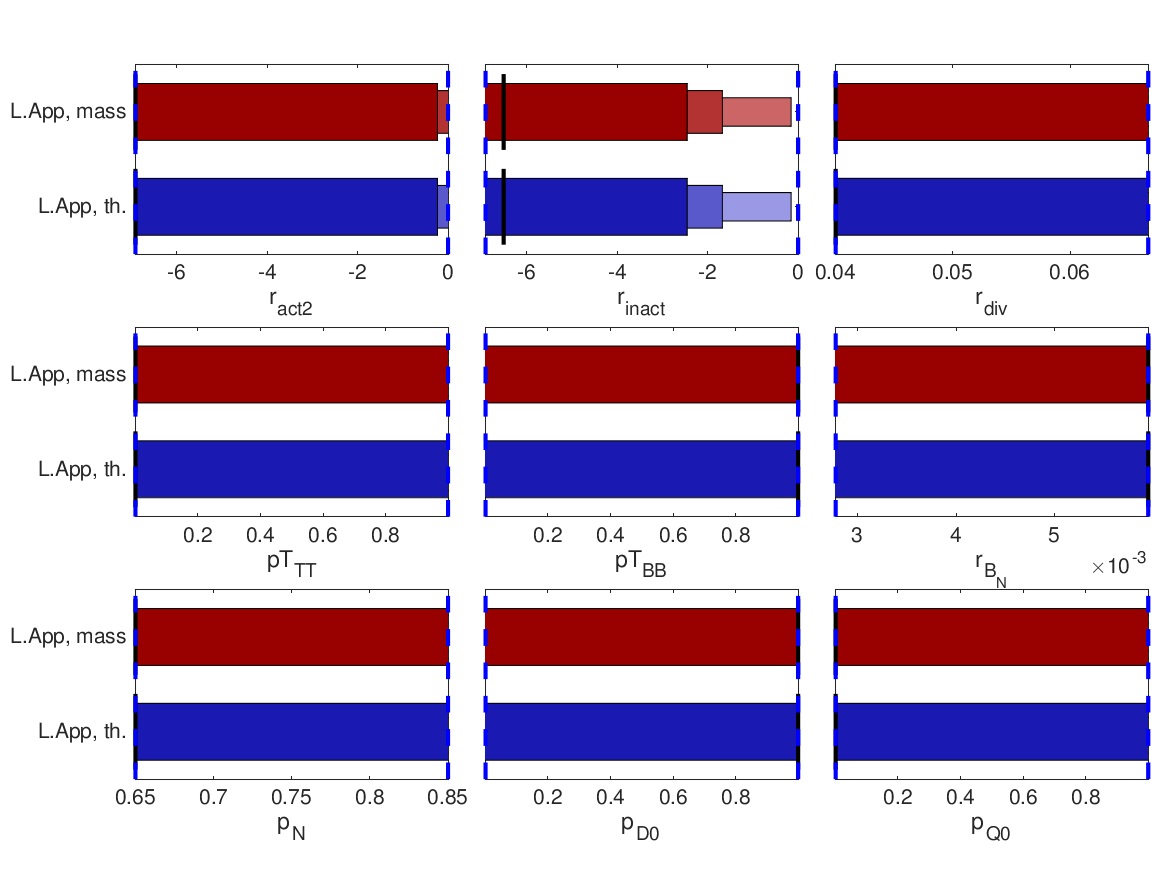 L.App, mass
L.App, th.
-6 -4 -2 0
r_act2
-6 -4 -2 0
r_inact
0.04 0.05 0.06
r_div
L.App, mass
L.App, th.
0.2 0.4 0.6 0.8
pT_TT
0.2 0.4 0.6 0.8
pT_BB
3 4 5
×10^-3
r_B_N
L.App, mass
L.App, th.
0.65 0.7 0.75 0.8 0.85
p_N
0.2 0.4 0.6 0.8
p_D0
0.2 0.4 0.6 0.8
p_Q0